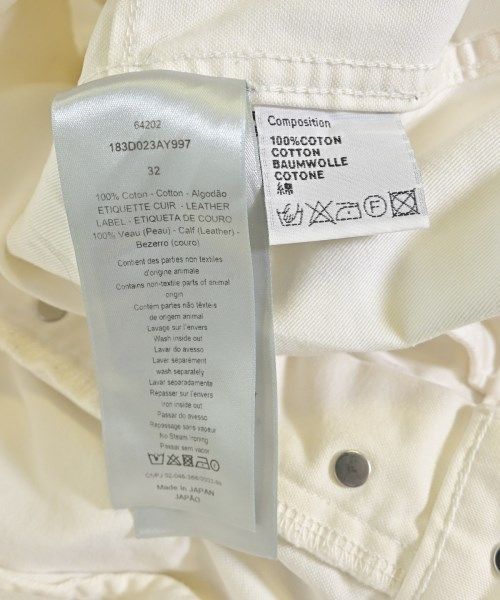 64202
183D023AY997
32
100% Coton - Cotton - Algodão
ETIQUETTE CUIR - LEATHER
LABEL - ETIQUETA DE COURO
100% Veau (Peau) - Calf (Leather) -
Bezerro (couro)
Contient des parties non textiles
d'origine animale
Contains non-textile parts of animal
origin
Contém partes não têxteis
de origem animal
Lavage sur l'envers
Wash inside out
Lavar do avesso
Laver séparément
wash separately
Lavar separadamente
Repasser sur l'envers
Iron inside out
Passar do avesso
Repassage sans vapeur
No Steam Ironing
Passar sem vapor
Made in JAPAN
JAPÃO
Composition
100%COTON
COTTON
BAUMWOLLE
COTONE
綿
F